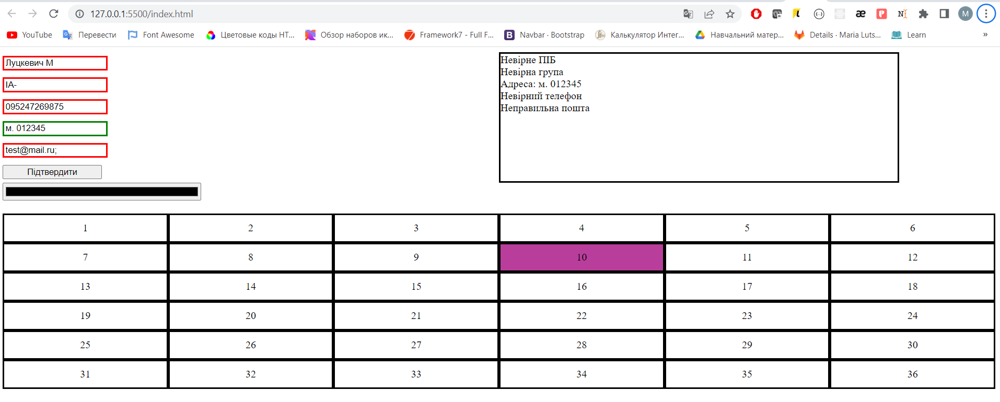 127.0.0.1:5500/index.html
M
YouTube
Перевести
Font Awesome
Цветовые коды HT...
Обзор наборов ик...
Framework7 - Full F...
Navbar · Bootstrap
Калькулятор Интег...
Навчальний матер...
Details · Maria Luts...
Learn
»
Луцкевич М
ІА-
095247269875
м. 012345
test@mail.ru;
Підтвердити
Невірне ПІБ
Невірна група
Адреса: м. 012345
Невірний телефон
Неправильна пошта
1 2 3 4 5 6
7 8 9 10 11 12
13 14 15 16 17 18
19 20 21 22 23 24
25 26 27 28 29 30
31 32 33 34 35 36